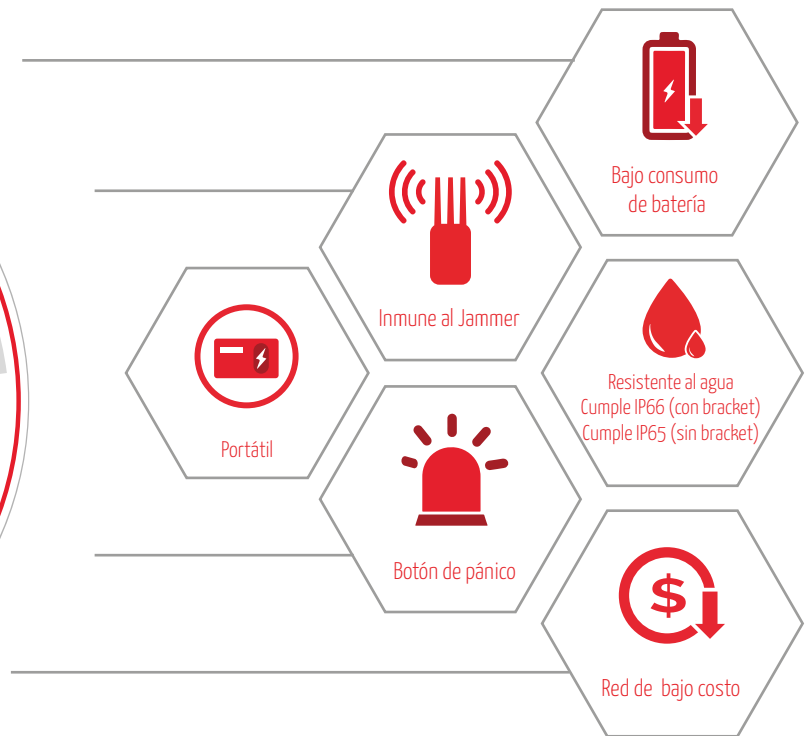 Bajo consumo
de batería
Inmune al Jammer
Resistente al agua
Cumple IP66 (con bracket)
Cumple IP65 (sin bracket)
Portátil
Botón de pánico
$
Red de bajo costo